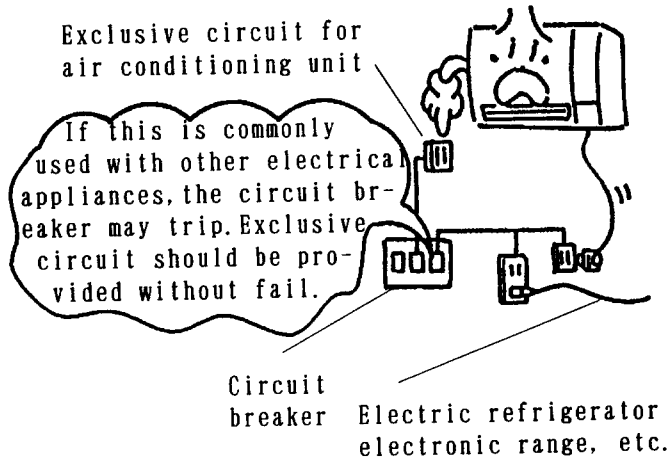 Exclusive circuit for
air conditioning unit
If this is commonly
used with other electrical
appliances, the circuit br-
eaker may trip. Exclusive
circuit should be pro-
vided without fail.
Circuit
breaker
Electric refrigerator
electronic range, etc.